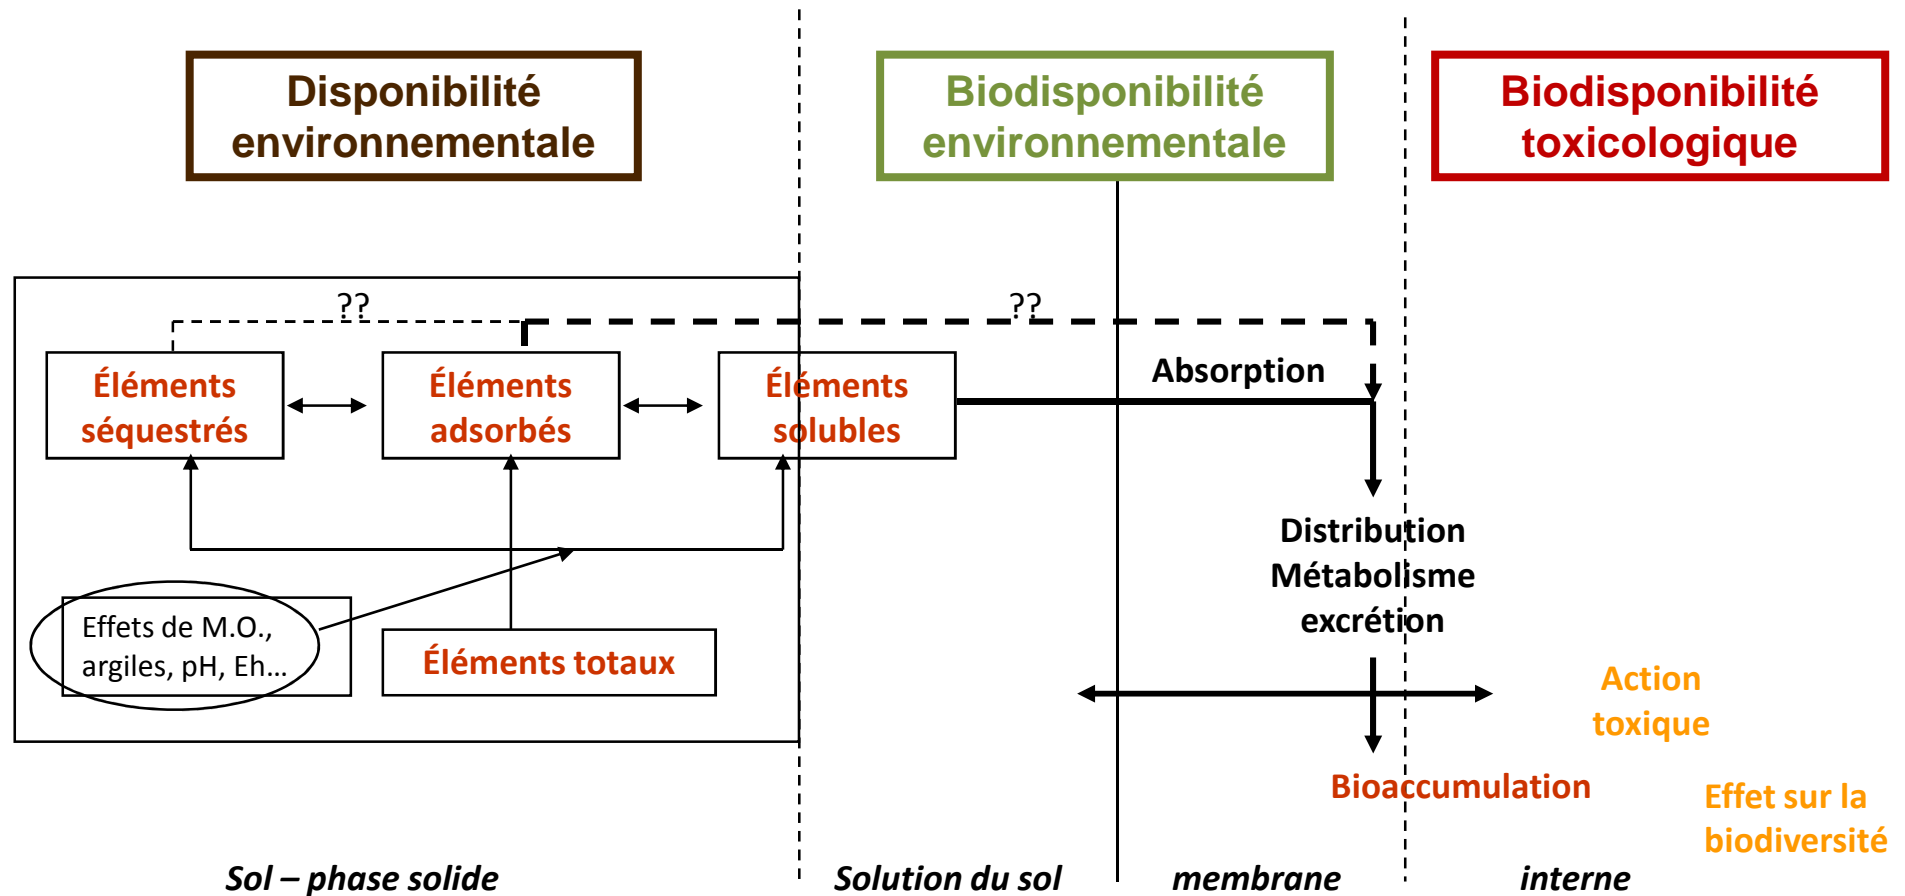 Disponibilité
environnementale
Biodisponibilité
environnementale
Biodisponibilité
toxicologique
??
??
Éléments
séquestrés
Éléments
adsorbés
Éléments
solubles
Absorption
Distribution
Métabolisme
excrétion
Effets de M.O.,
argiles, pH, Eh...
Éléments totaux
Action
toxique
Bioaccumulation
Effet sur la
biodiversité
Sol – phase solide
Solution du sol
membrane
interne